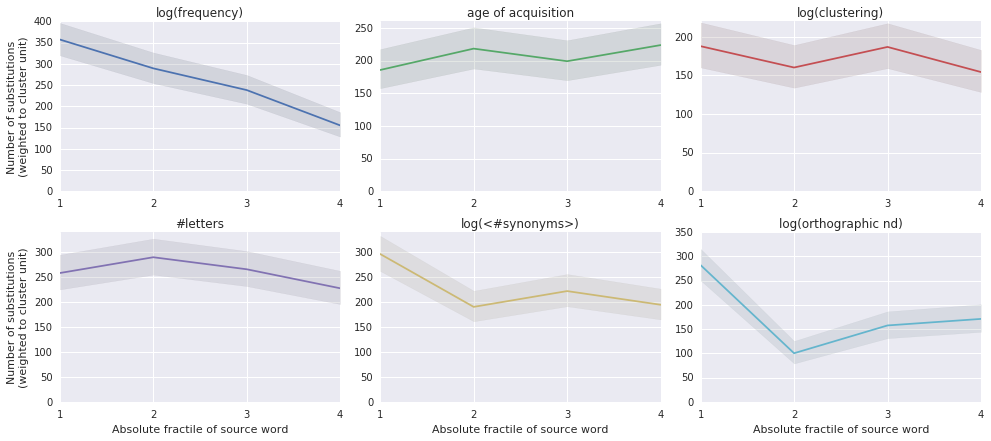 log(frequency)
age of acquisition
log(clustering)
Number of substitutions
(weighted to cluster unit)
400
350
300
250
200
150
100
50
0
1 2 3 4
250
200
150
100
50
0
1 2 3 4
200
150
100
50
0
1 2 3 4
#letters
log(<#synonyms>)
log(orthographic nd)
Number of substitutions
(weighted to cluster unit)
300
250
200
150
100
50
0
1 2 3 4
Absolute fractile of source word
300
250
200
150
100
50
0
1 2 3 4
Absolute fractile of source word
350
300
250
200
150
100
50
0
1 2 3 4
Absolute fractile of source word